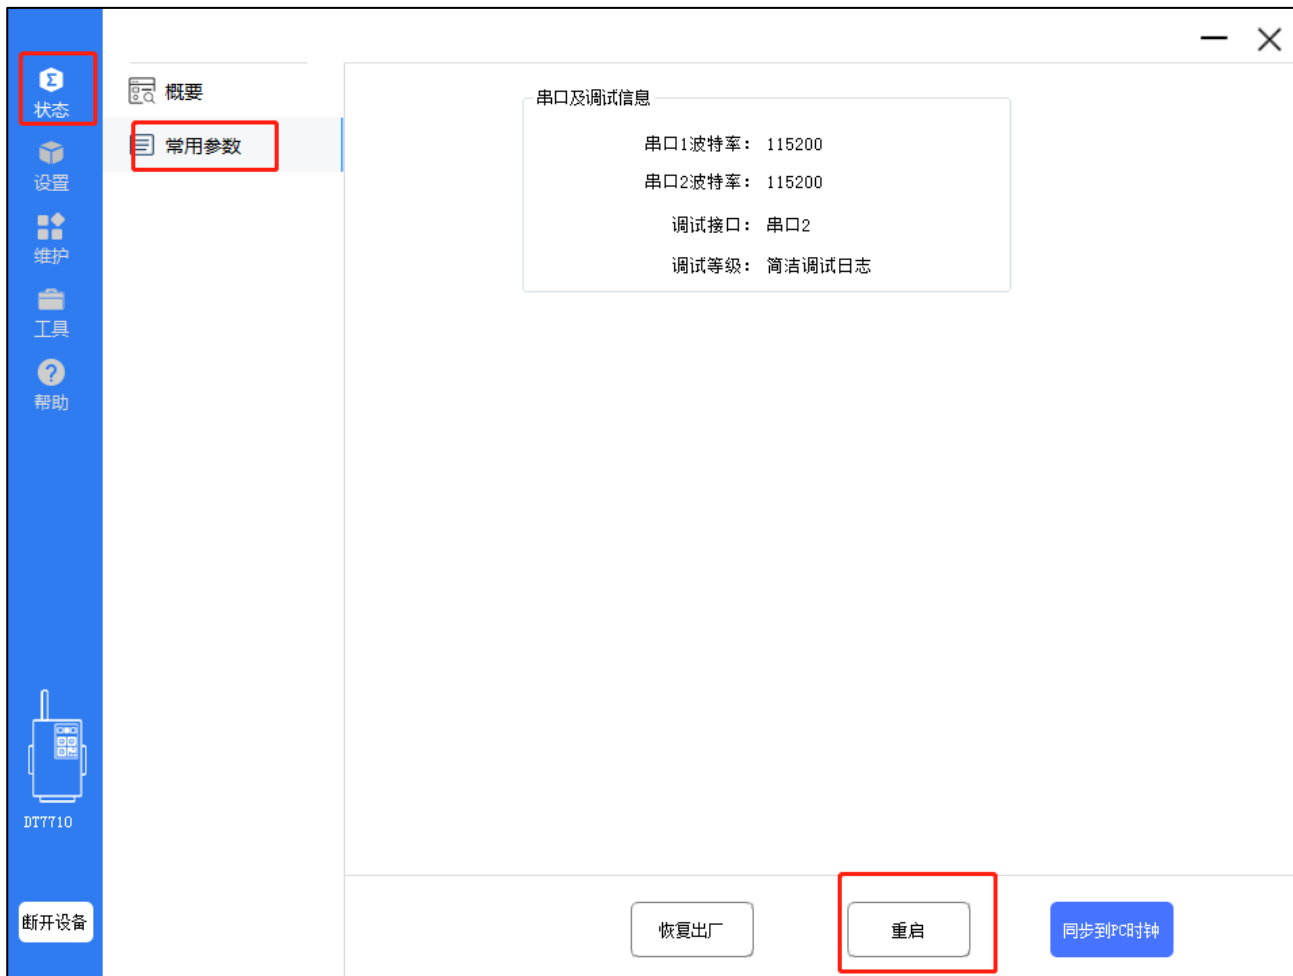 状态
设置
维护
工具
帮助
DT7710
断开设备
概要
常用参数
串口及调试信息
串口1波特率： 115200
串口2波特率： 115200
调试接口： 串口2
调试等级： 简洁调试日志
恢复出厂
重启
同步到PC时钟